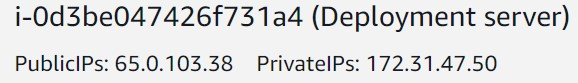 i-0d3be047426f731a4 (Deployment server)
PublicIPs: 65.0.103.38 PrivateIPs: 172.31.47.50